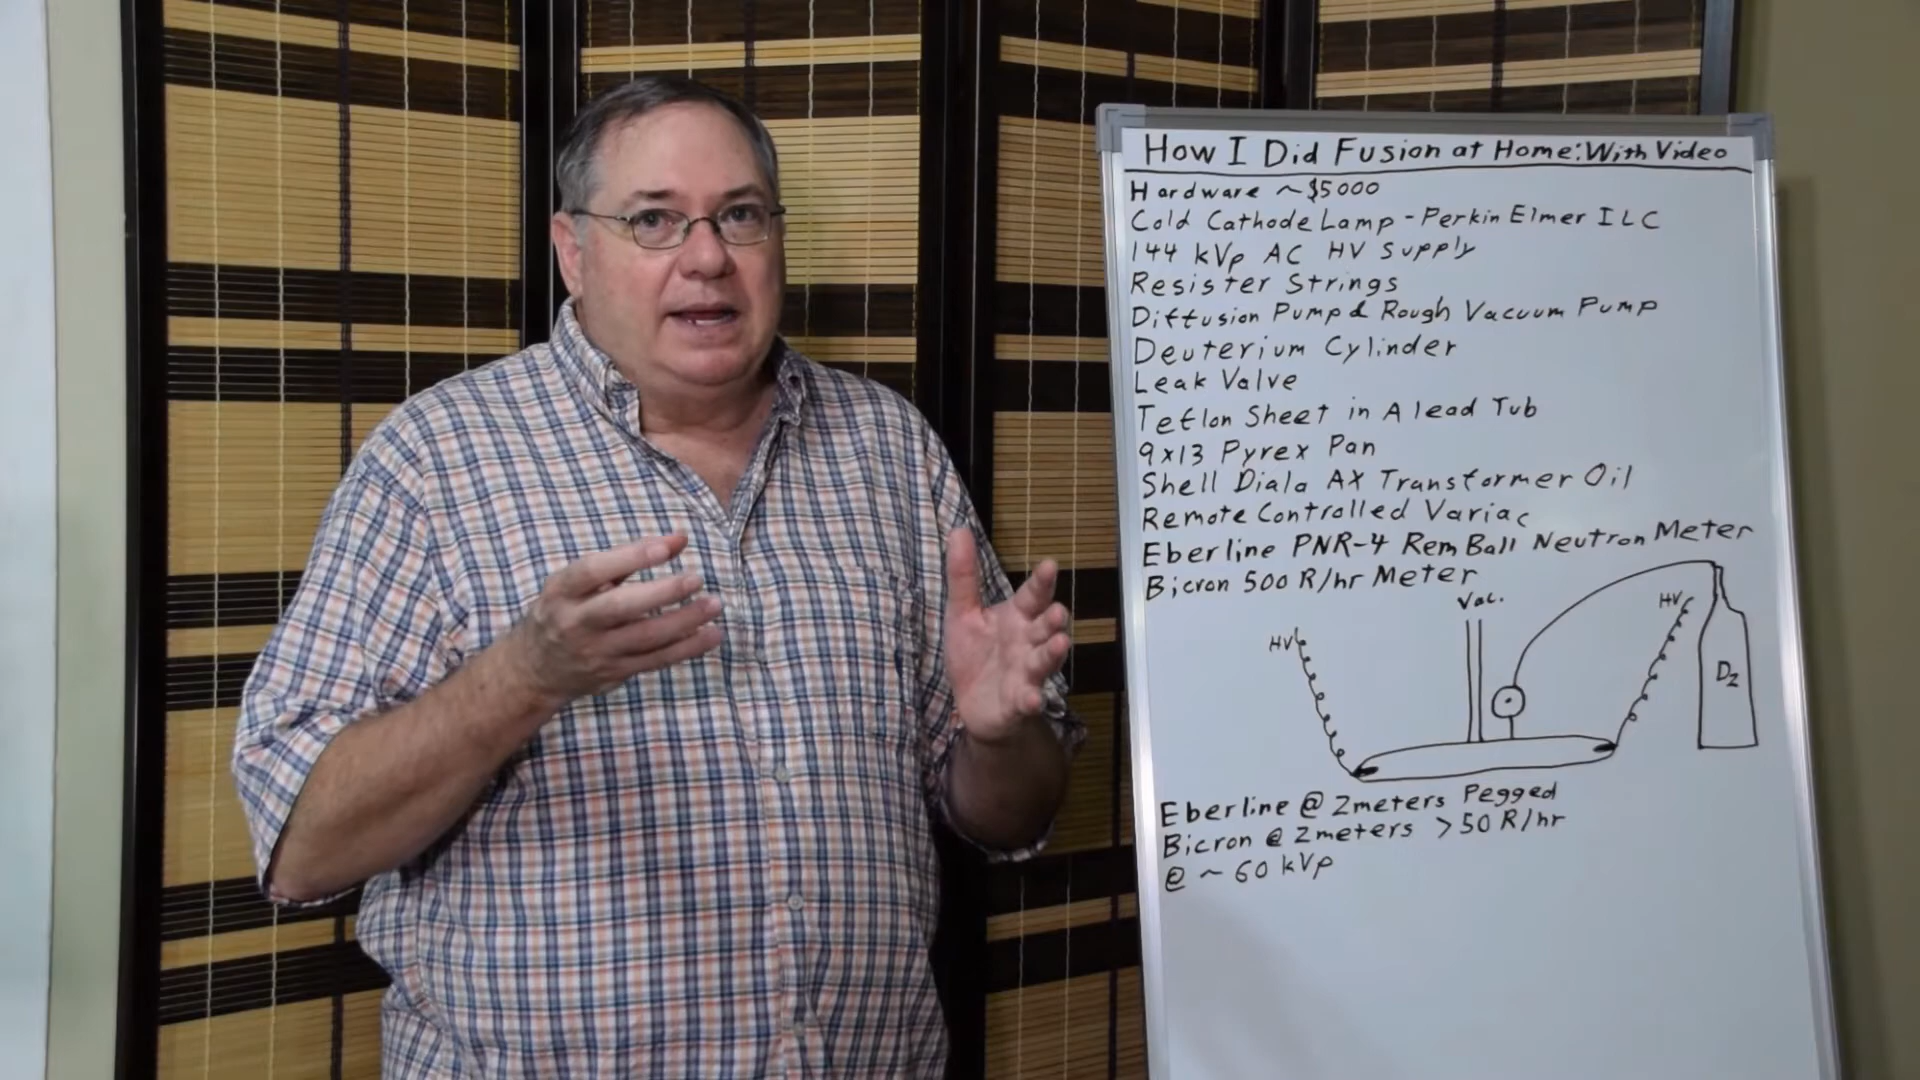 How I Did Fusion at Home: With Video
Hardware ~$5000
Cold Cathode Lamp - Perkin Elmer ILC
144 kVp AC HV Supply
Resister Strings
Diffusion Pump & Rough Vacuum Pump
Deuterium Cylinder
Leak Valve
Teflon Sheet in A lead Tub
9x13 Pyrex Pan
Shell Diala AX Transformer Oil
Remote Controlled Variac
Eberline PNR-4 Rem Ball Neutron Meter
Bicron 500 R/hr Meter
Vac.
HV
HV
D2
Eberline @ 2meters Pegged
Bicron @ 2meters >50 R/hr
@ ~ 60 kVp